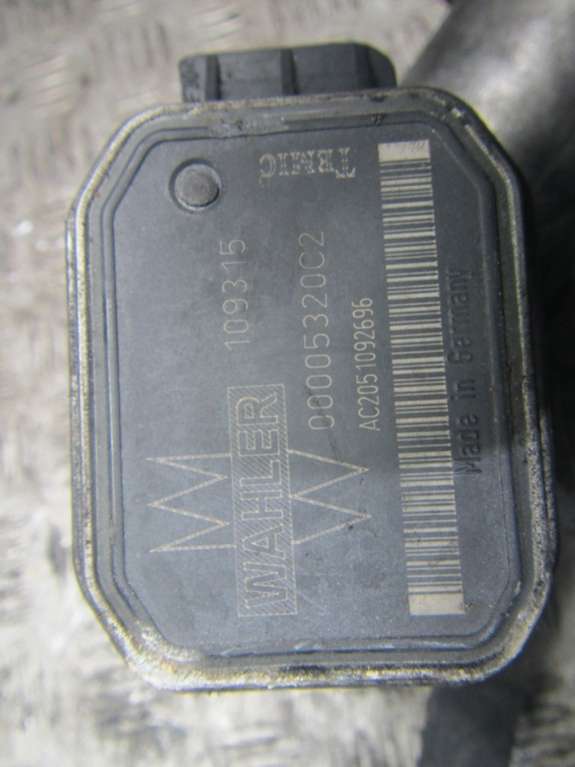 TEMIC
WAHLER 109315
00005320C2
AC2051092696
Made in Germany